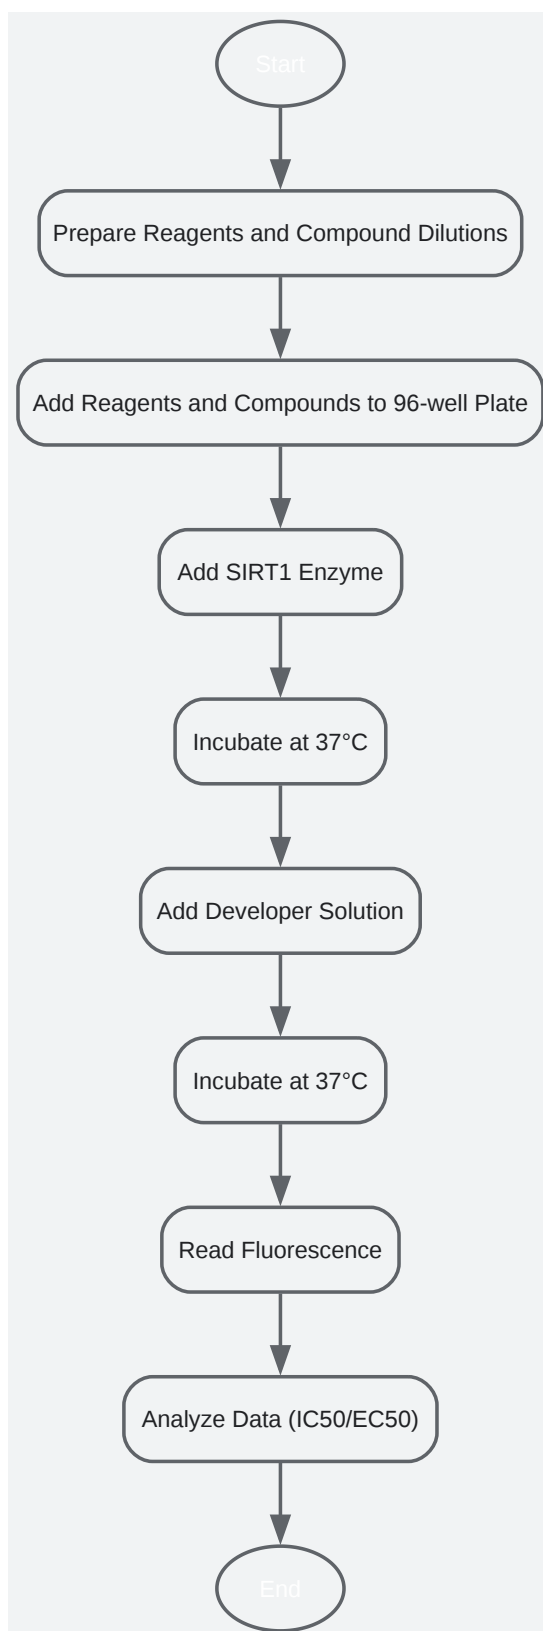 Start
Prepare Reagents and Compound Dilutions
Add Reagents and Compounds to 96-well Plate
Add SIRT1 Enzyme
Incubate at 37°C
Add Developer Solution
Incubate at 37°C
Read Fluorescence
Analyze Data (IC50/EC50)
End